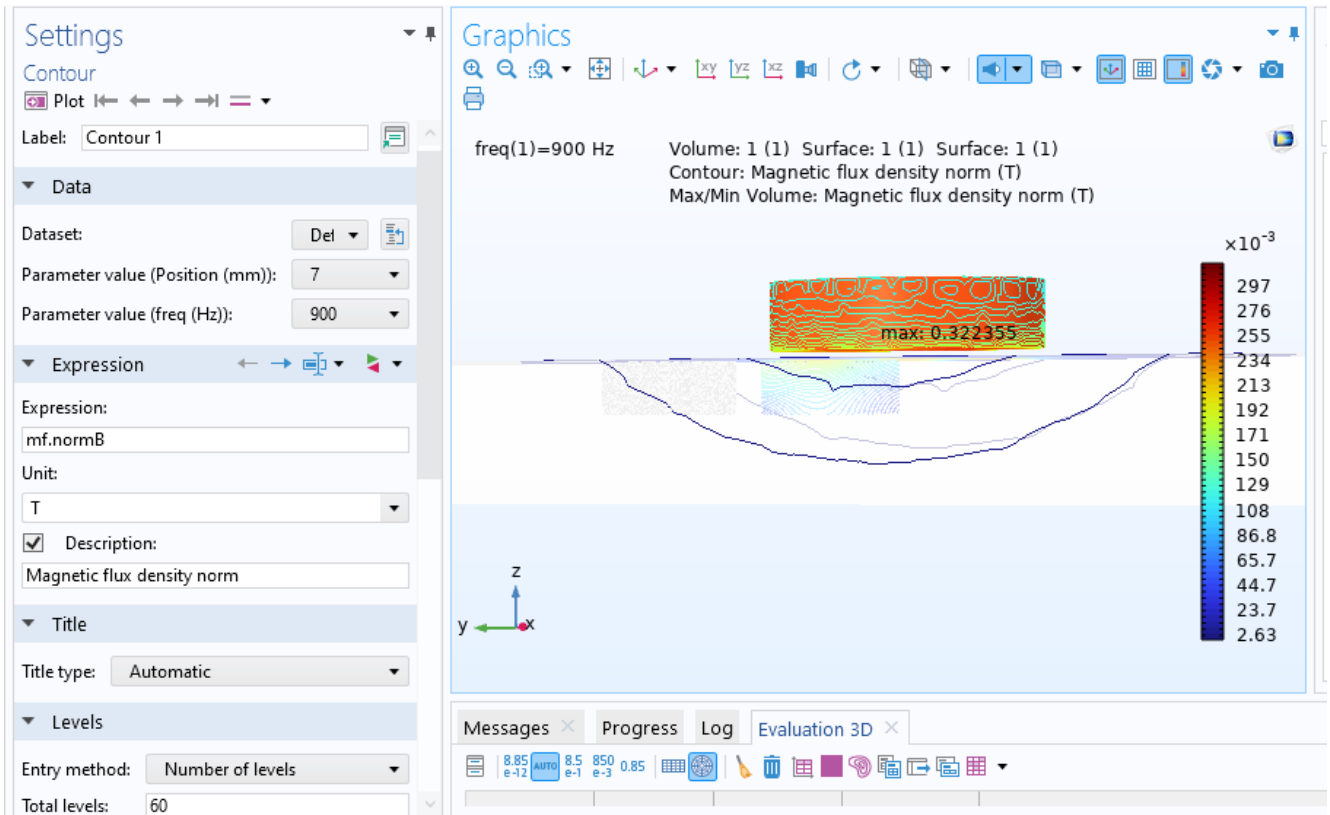 Settings
Contour
Plot
Label: Contour 1
Data
Dataset: Det
Parameter value (Position (mm)): 7
Parameter value (freq (Hz)): 900
Expression
Expression:
mf.normB
Unit:
T
Description:
Magnetic flux density norm
Title
Title type: Automatic
Levels
Entry method: Number of levels
Total levels: 60
Graphics
xy yz xz
freq(1)=900 Hz
Volume: 1 (1) Surface: 1 (1) Surface: 1 (1)
Contour: Magnetic flux density norm (T)
Max/Min Volume: Magnetic flux density norm (T)
×10⁻³
297
276
255
234
213
192
171
150
129
108
86.8
65.7
44.7
23.7
2.63
max: 0.322355
z
y
x
Messages Progress Log Evaluation 3D
8.85 e-12 AUTO 8.5 e-1 850 e-3 0.85